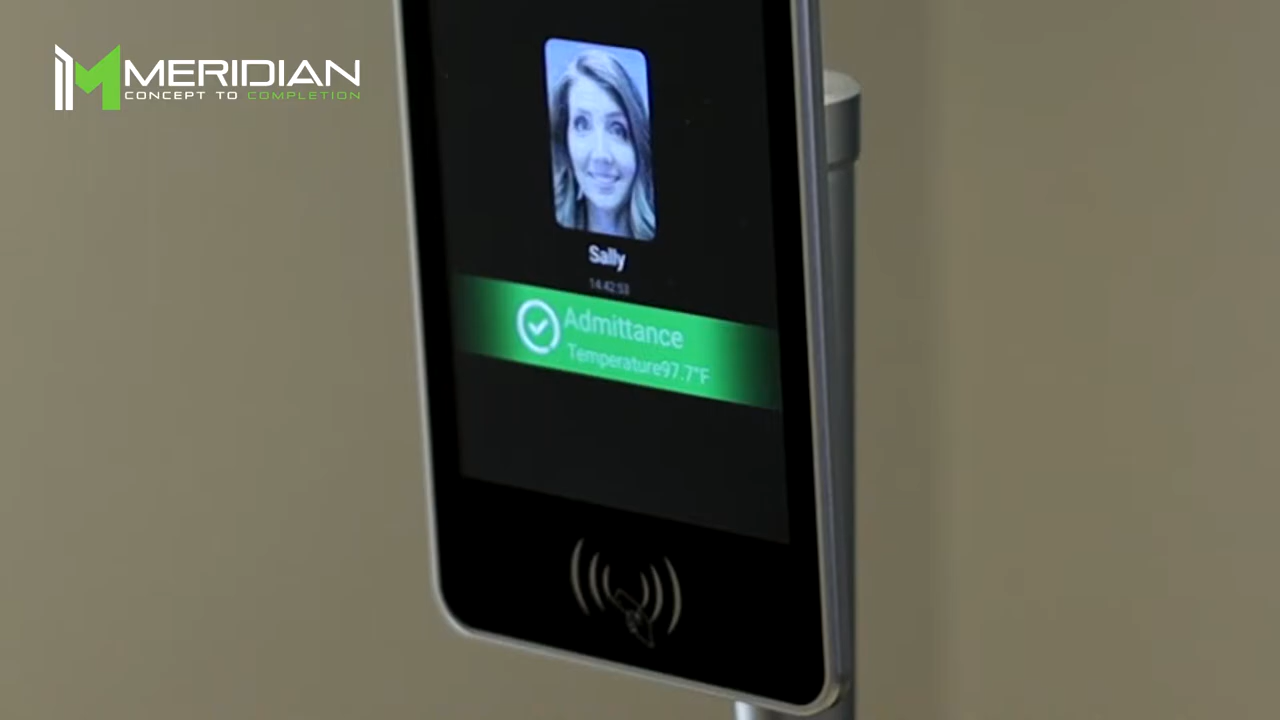 MERIDIAN
CONCEPT TO COMPLETION
Sally
14:42:53
Admittance
Temperature97.7°F